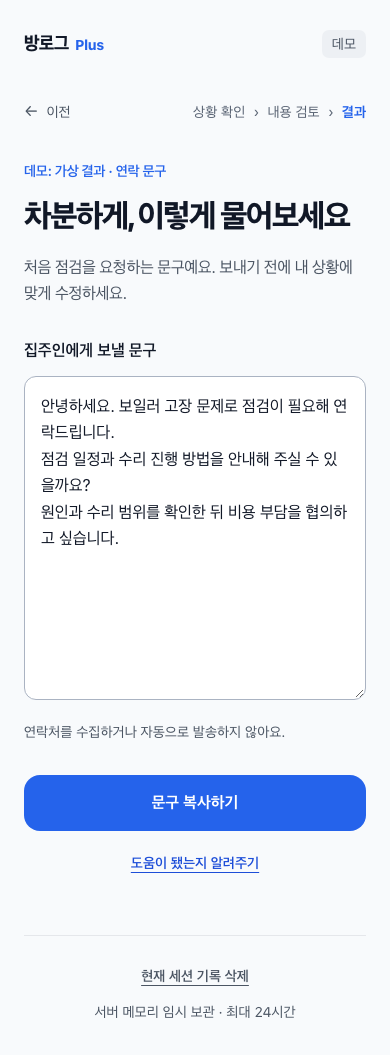 방로그 Plus
데모
← 이전
상황 확인 › 내용 검토 › 결과
데모: 가상 결과 · 연락 문구
차분하게, 이렇게 물어보세요
처음 점검을 요청하는 문구예요. 보내기 전에 내 상황에
맞게 수정하세요.
집주인에게 보낼 문구
안녕하세요. 보일러 고장 문제로 점검이 필요해 연
락드립니다.
점검 일정과 수리 진행 방법을 안내해 주실 수 있
을까요?
원인과 수리 범위를 확인한 뒤 비용 부담을 협의하
고 싶습니다.
연락처를 수집하거나 자동으로 발송하지 않아요.
문구 복사하기
도움이 됐는지 알려주기
현재 세션 기록 삭제
서버 메모리 임시 보관 · 최대 24시간